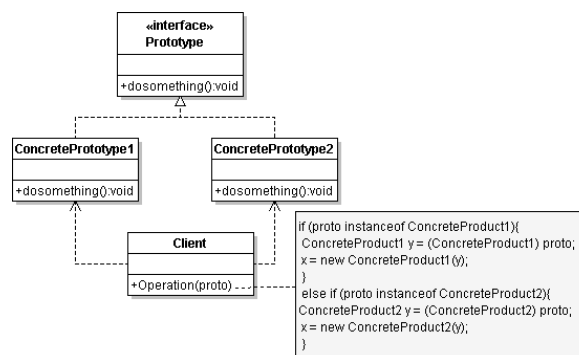 «interface»
Prototype
+dosomething():void
ConcretePrototype1
+dosomething():void
ConcretePrototype2
+dosomething():void
Client
+Operation(proto)
if (proto instanceof ConcreteProduct1){
ConcreteProduct1 y = (ConcreteProduct1) proto;
x = new ConcreteProduct1(y);
}
else if (proto instanceof ConcreteProduct2){
ConcreteProduct2 y = (ConcreteProduct2) proto;
x = new ConcreteProduct2(y);
}